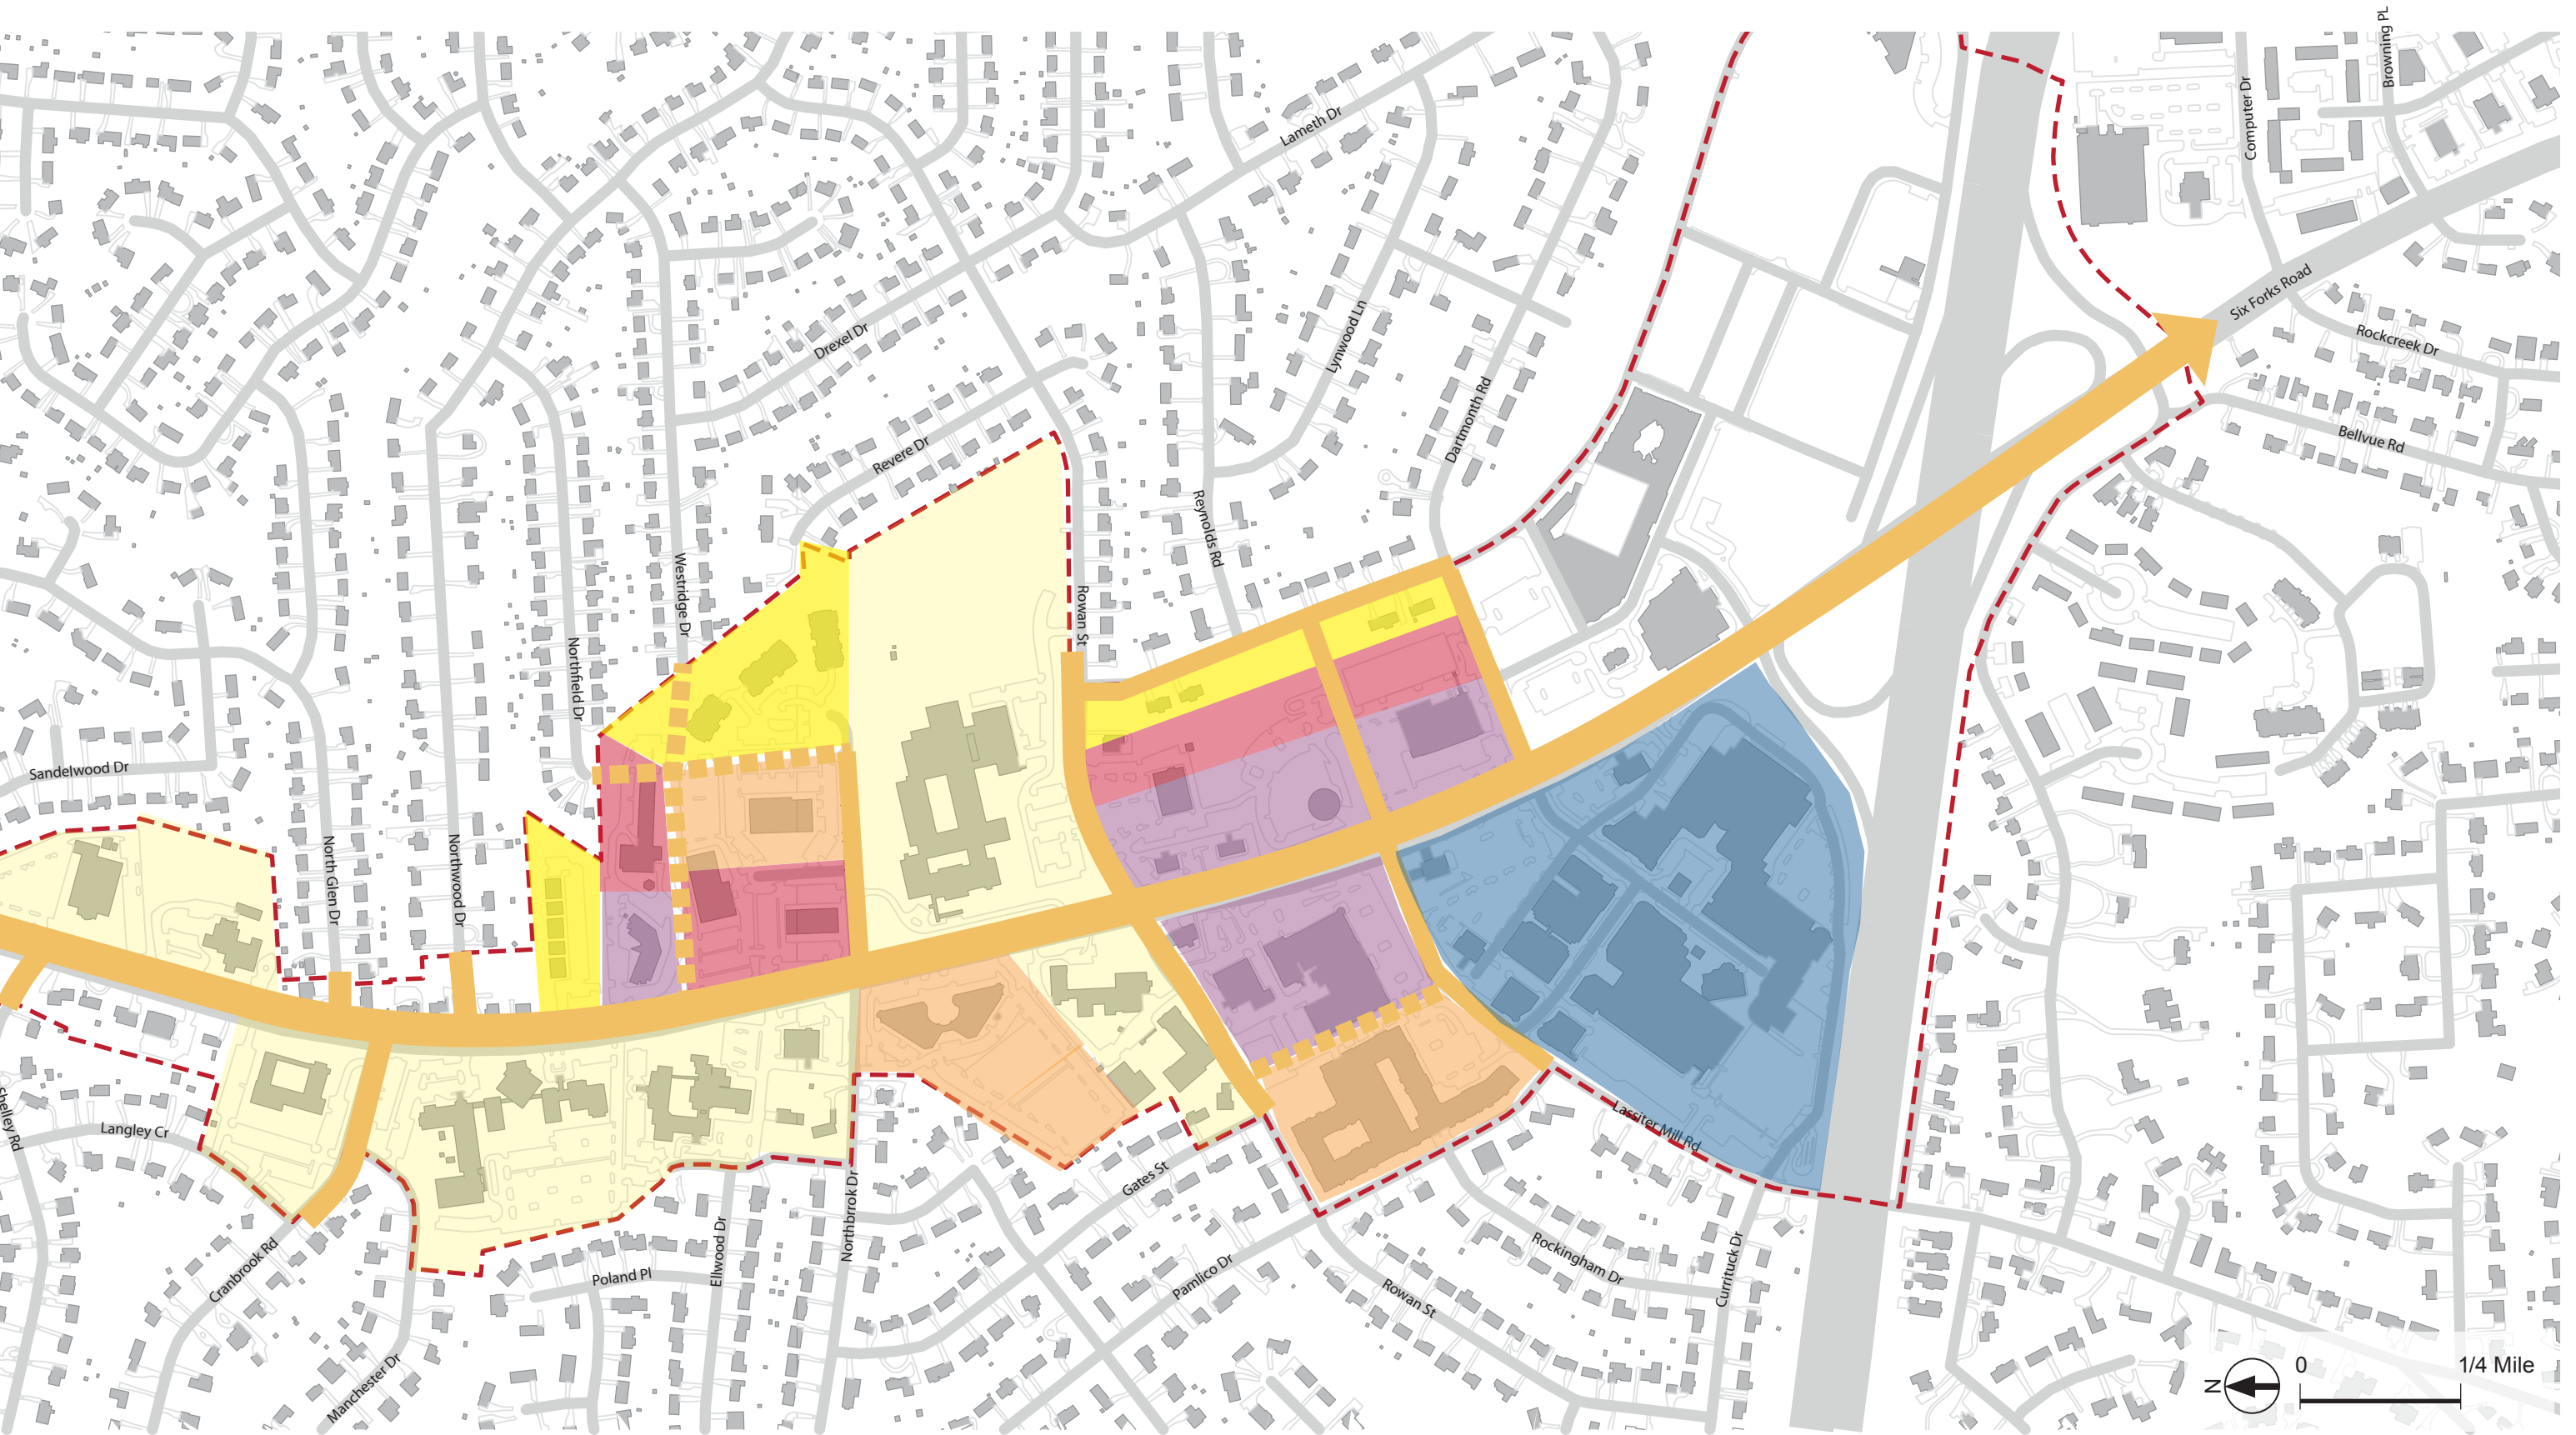 Browning PL
Computer Dr
Lameth Dr
Six Forks Road
Rockcreek Dr
Drexel Dr
Lynwood Ln
Dartmonth Rd
Bellvue Rd
Revere Dr
Reynolds Rd
Westridge Dr
Rowan St
Northfield Dr
Sandelwood Dr
North Glen Dr
Northwood Dr
Shelley Rd
Langley Cr
Lassiter Mill Rd
Gates St
Northbrook Dr
Ellwood Dr
Cranbrook Rd
Poland Pl
Pamlico Dr
Rockingham Dr
Rowan St
Currituck Dr
Manchester Dr
N
0
1/4 Mile